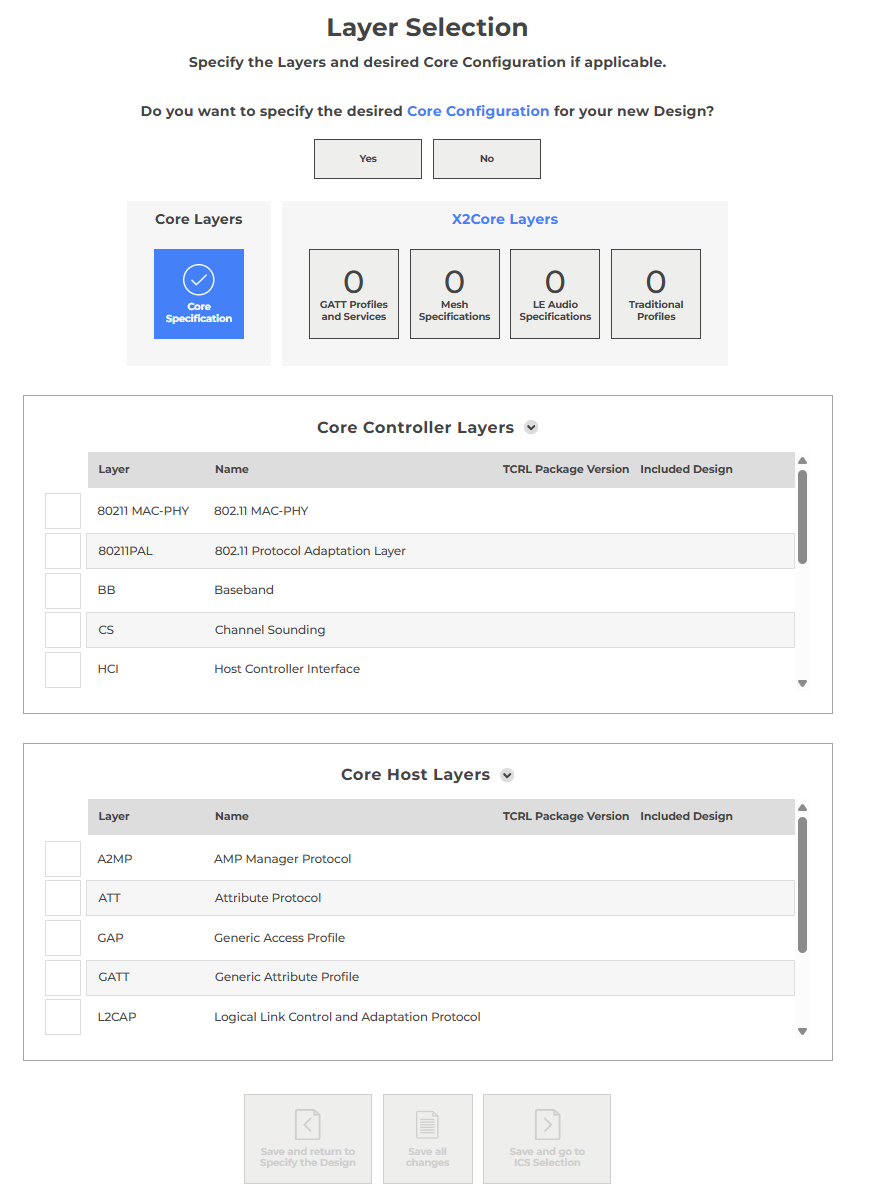 Layer Selection
Specify the Layers and desired Core Configuration if applicable.
Do you want to specify the desired Core Configuration for your new Design?
Yes No
Core Layers
Core
Specification
X2Core Layers
0
GATT Profiles
and Services
0
Mesh
Specifications
0
LE Audio
Specifications
0
Traditional
Profiles
Core Controller Layers
Layer Name TCRL Package Version Included Design
80211 MAC-PHY 802.11 MAC-PHY
80211PAL 802.11 Protocol Adaptation Layer
BB Baseband
CS Channel Sounding
HCI Host Controller Interface
Core Host Layers
Layer Name TCRL Package Version Included Design
A2MP AMP Manager Protocol
ATT Attribute Protocol
GAP Generic Access Profile
GATT Generic Attribute Profile
L2CAP Logical Link Control and Adaptation Protocol
Save and return to
Specify the Design
Save all
changes
Save and go to
ICS Selection